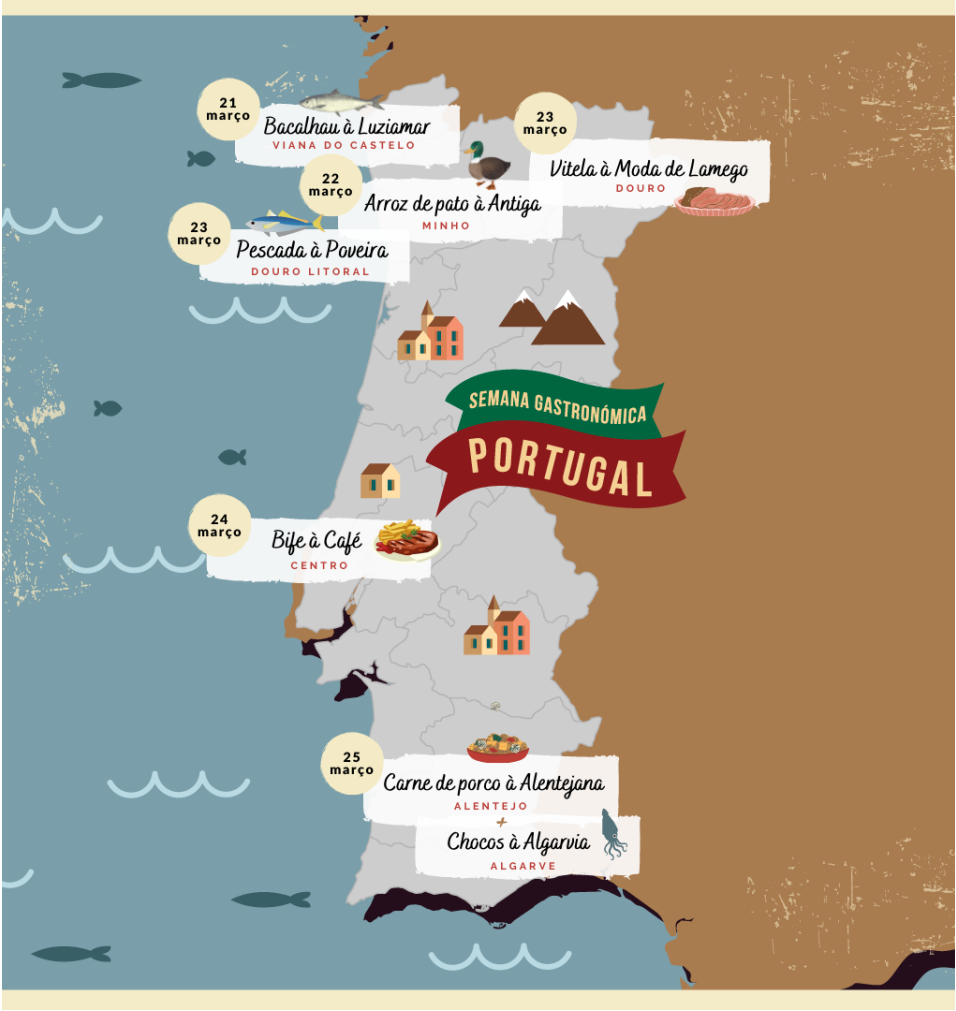 21
março
Bacalhau à Luziamar
VIANA DO CASTELO
23
março
Vitela à Moda de Lamego
DOURO
22
março
Arroz de pato à Antiga
MINHO
23
março
Pescada à Poveira
DOURO LITORAL
SEMANA GASTRONÓMICA
PORTUGAL
24
março
Bife à Café
CENTRO
25
março
Carne de porco à Alentejana
ALENTEJO
+
Chocos à Algarvia
ALGARVE